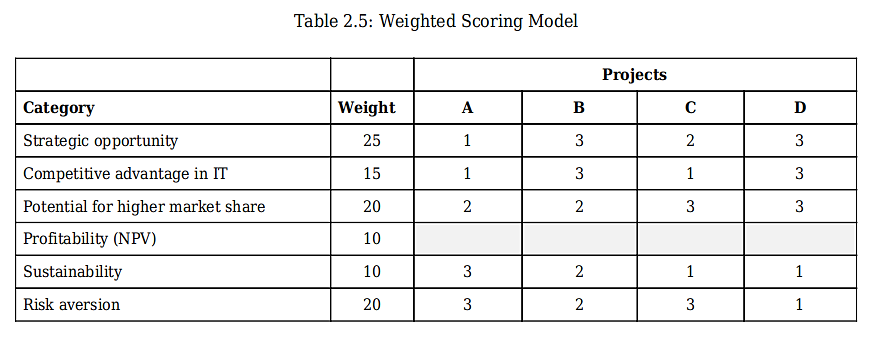 Table 2.5: Weighted Scoring Model
Projects
Category Weight A B C D
Strategic opportunity 25 1 3 2 3
Competitive advantage in IT 15 1 3 1 3
Potential for higher market share 20 2 2 3 3
Profitability (NPV) 10
Sustainability 10 3 2 1 1
Risk aversion 20 3 2 3 1